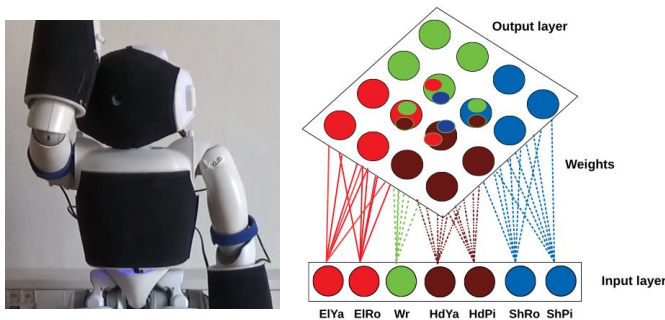 Output layer
Weights
Input layer
ElYa ElRo Wr HdYa HdPi ShRo ShPi